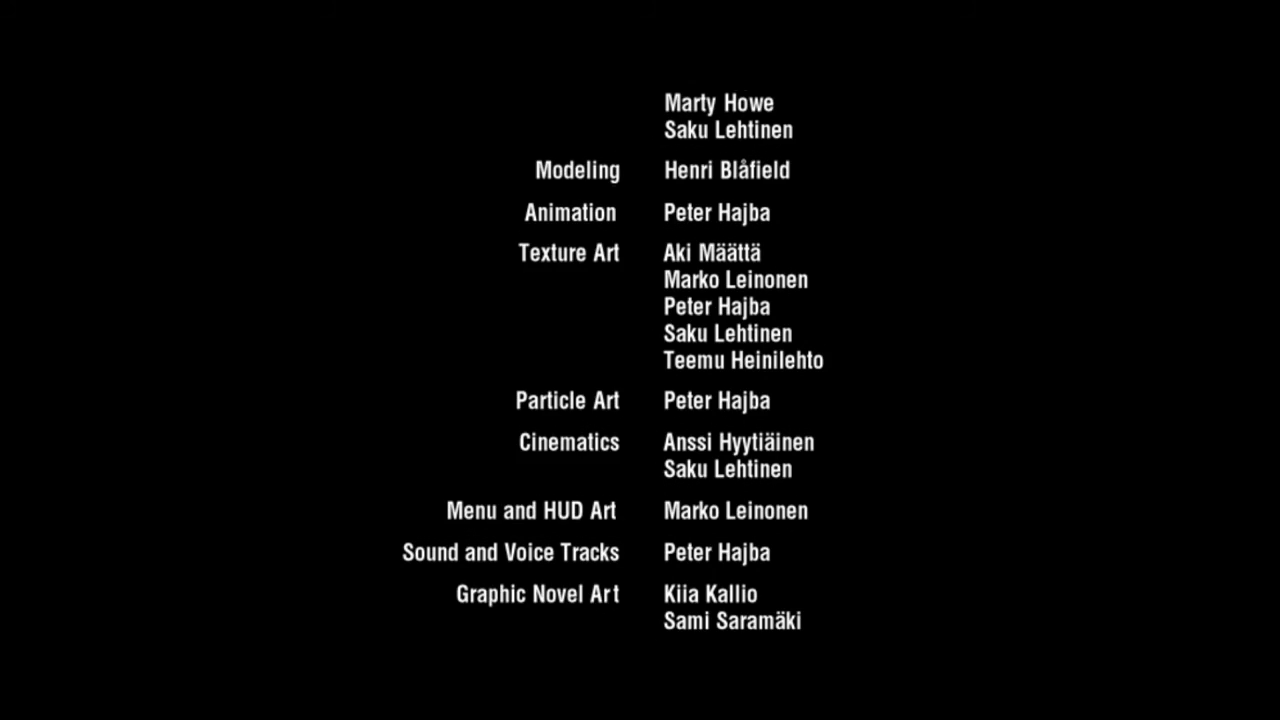 Marty Howe
Saku Lehtinen
Modeling Henri Blåfield
Animation Peter Hajba
Texture Art Aki Määttä
Marko Leinonen
Peter Hajba
Saku Lehtinen
Teemu Heinilehto
Particle Art Peter Hajba
Cinematics Anssi Hyytiäinen
Saku Lehtinen
Menu and HUD Art Marko Leinonen
Sound and Voice Tracks Peter Hajba
Graphic Novel Art Kiia Kallio
Sami Saramäki